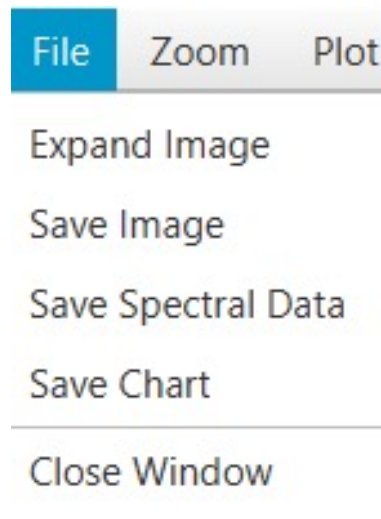 File Zoom Plot
Expand Image
Save Image
Save Spectral Data
Save Chart
Close Window